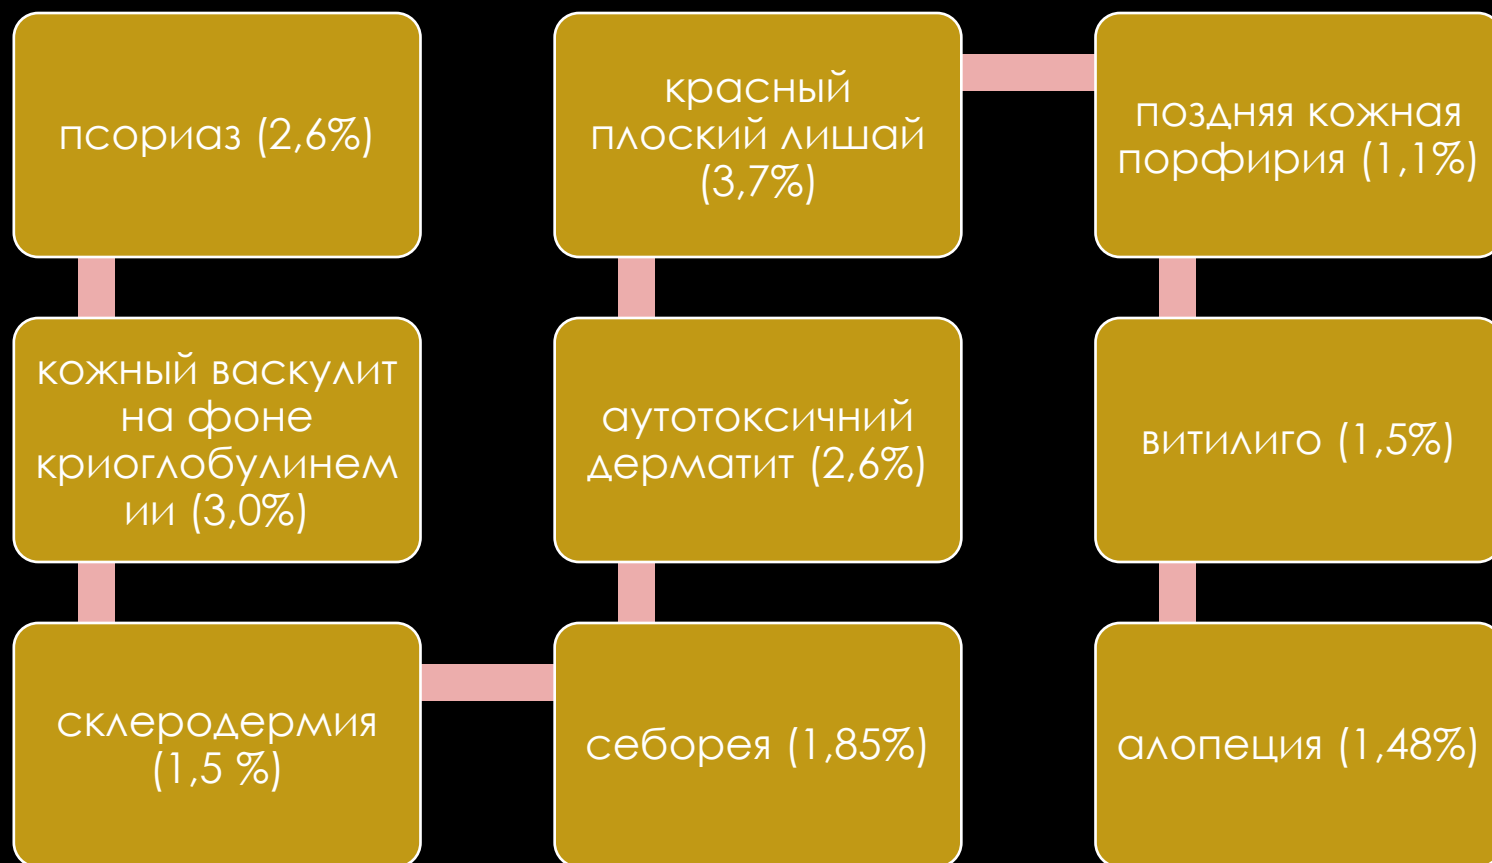 псориаз (2,6%)
кожный васкулит
на фоне
криоглобулинем
ии (3,0%)
склеродермия
(1,5 %)
себорея (1,85%)
аутотоксичний
дерматит (2,6%)
красный
плоский лишай
(3,7%)
поздняя кожная
порфирия (1,1%)
витилиго (1,5%)
алопеция (1,48%)